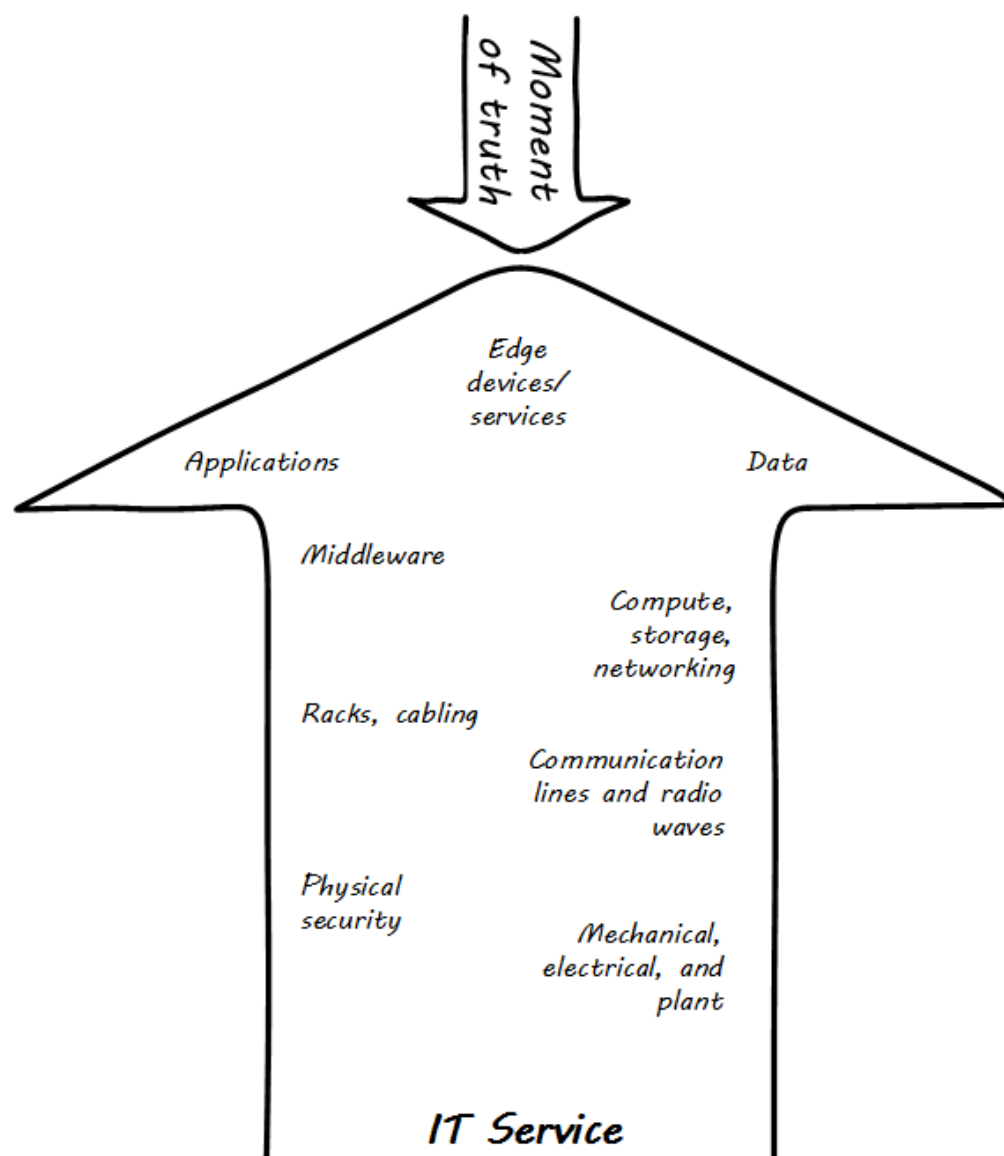 Moment
of truth
Edge
devices/
services
Applications
Data
Middleware
Compute,
storage,
networking
Racks, cabling
Communication
lines and radio
waves
Physical
security
Mechanical,
electrical, and
plant
IT Service